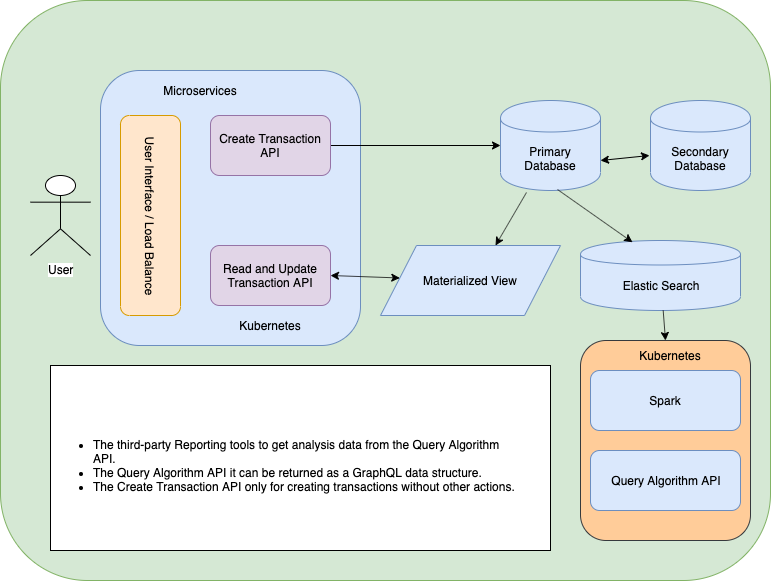 Microservices
User Interface / Load Balance
Create Transaction
API
Read and Update
Transaction API
Kubernetes
User
Primary
Database
Secondary
Database
Materialized View
Elastic Search
Kubernetes
Spark
Query Algorithm API
• The third-party Reporting tools to get analysis data from the Query Algorithm
API.
• The Query Algorithm API it can be returned as a GraphQL data structure.
• The Create Transaction API only for creating transactions without other actions.